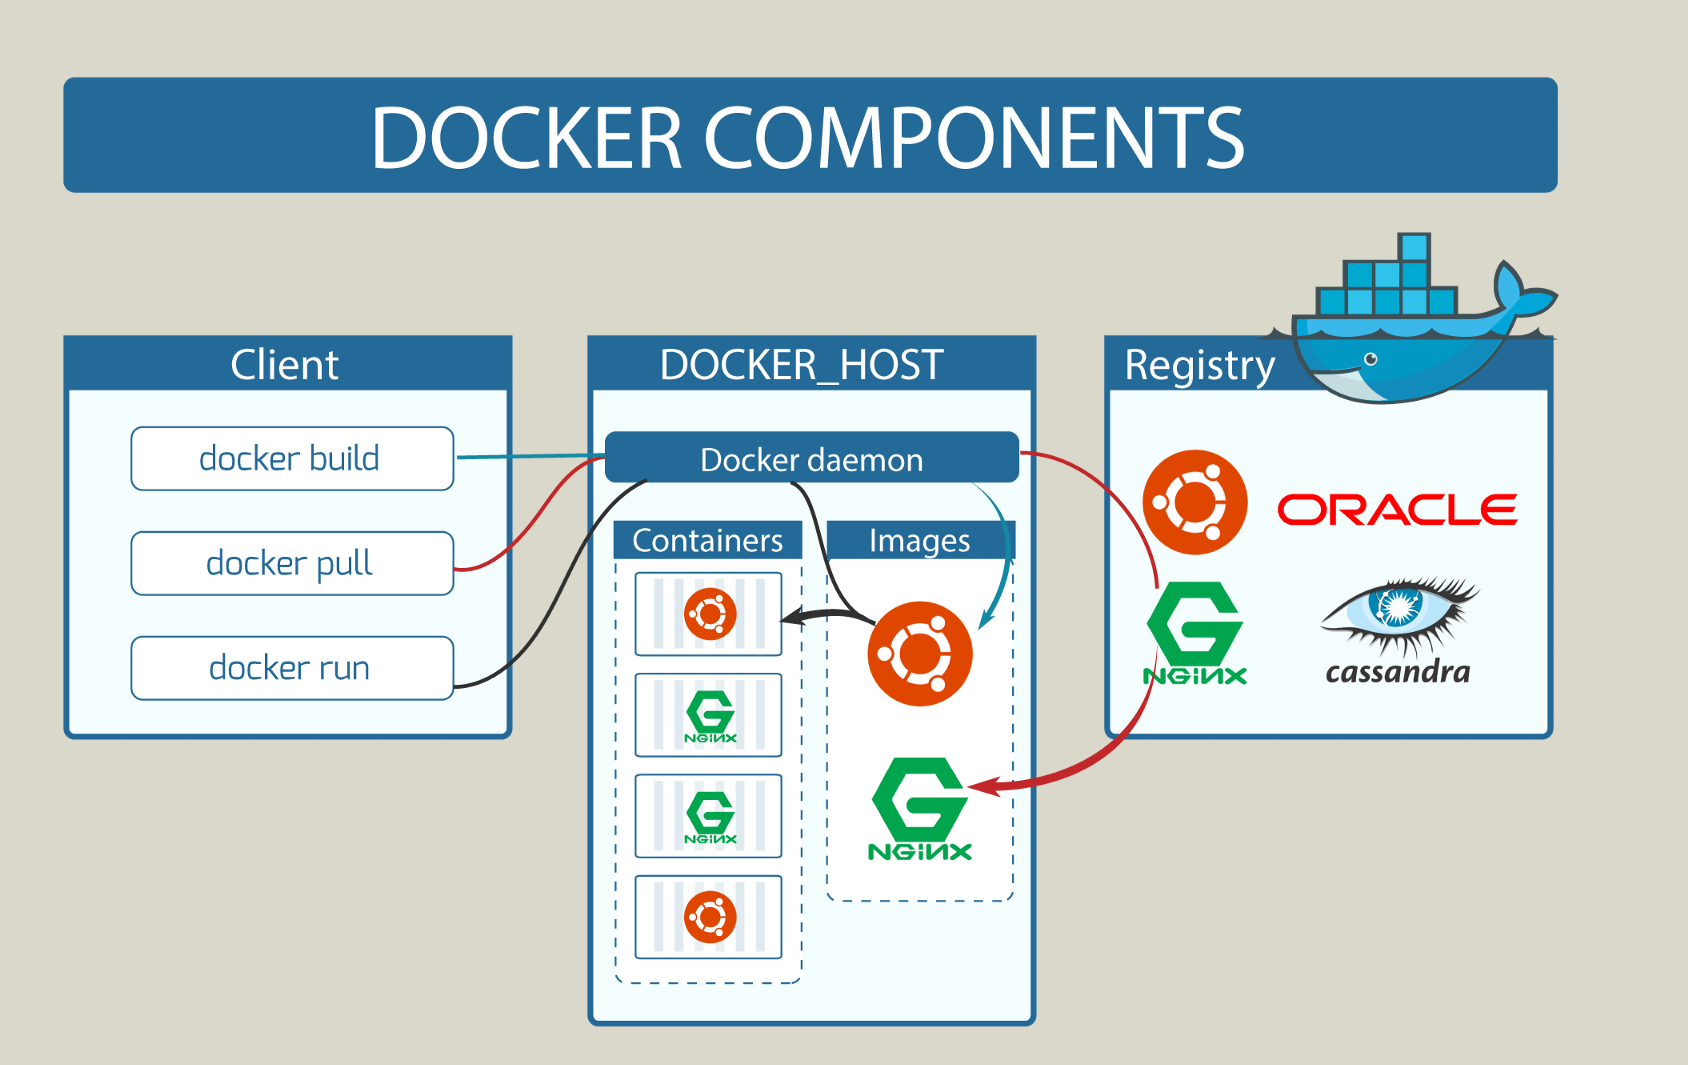 DOCKER COMPONENTS
Client
docker build
docker pull
docker run
DOCKER_HOST
Docker daemon
Containers
NGiNX
NGiNX
Images
NGiNX
Registry
ORACLE
NGiNX
cassandra